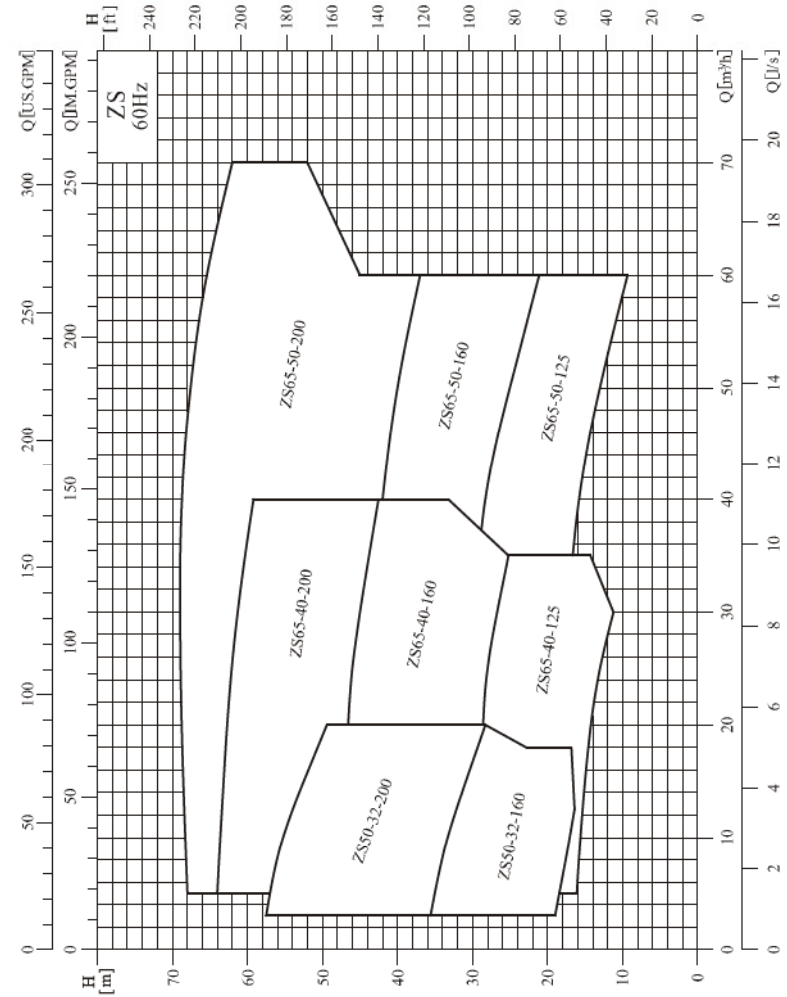 H
[ft]
240
220
200
180
160
140
120
100
80
60
40
20
0
Q[US.GPM]
300
250
200
150
100
50
0
Q[IM.GPM]
250
200
150
100
50
0
ZS
60Hz
ZS65-50-200
ZS65-50-160
ZS65-50-125
ZS65-40-200
ZS65-40-160
ZS65-40-125
ZS50-32-200
ZS50-32-160
Q[m³/h]
70
60
50
40
30
20
10
0
Q[l/s]
20
18
16
14
12
10
8
6
4
2
0
H
[m]
70
60
50
40
30
20
10
0